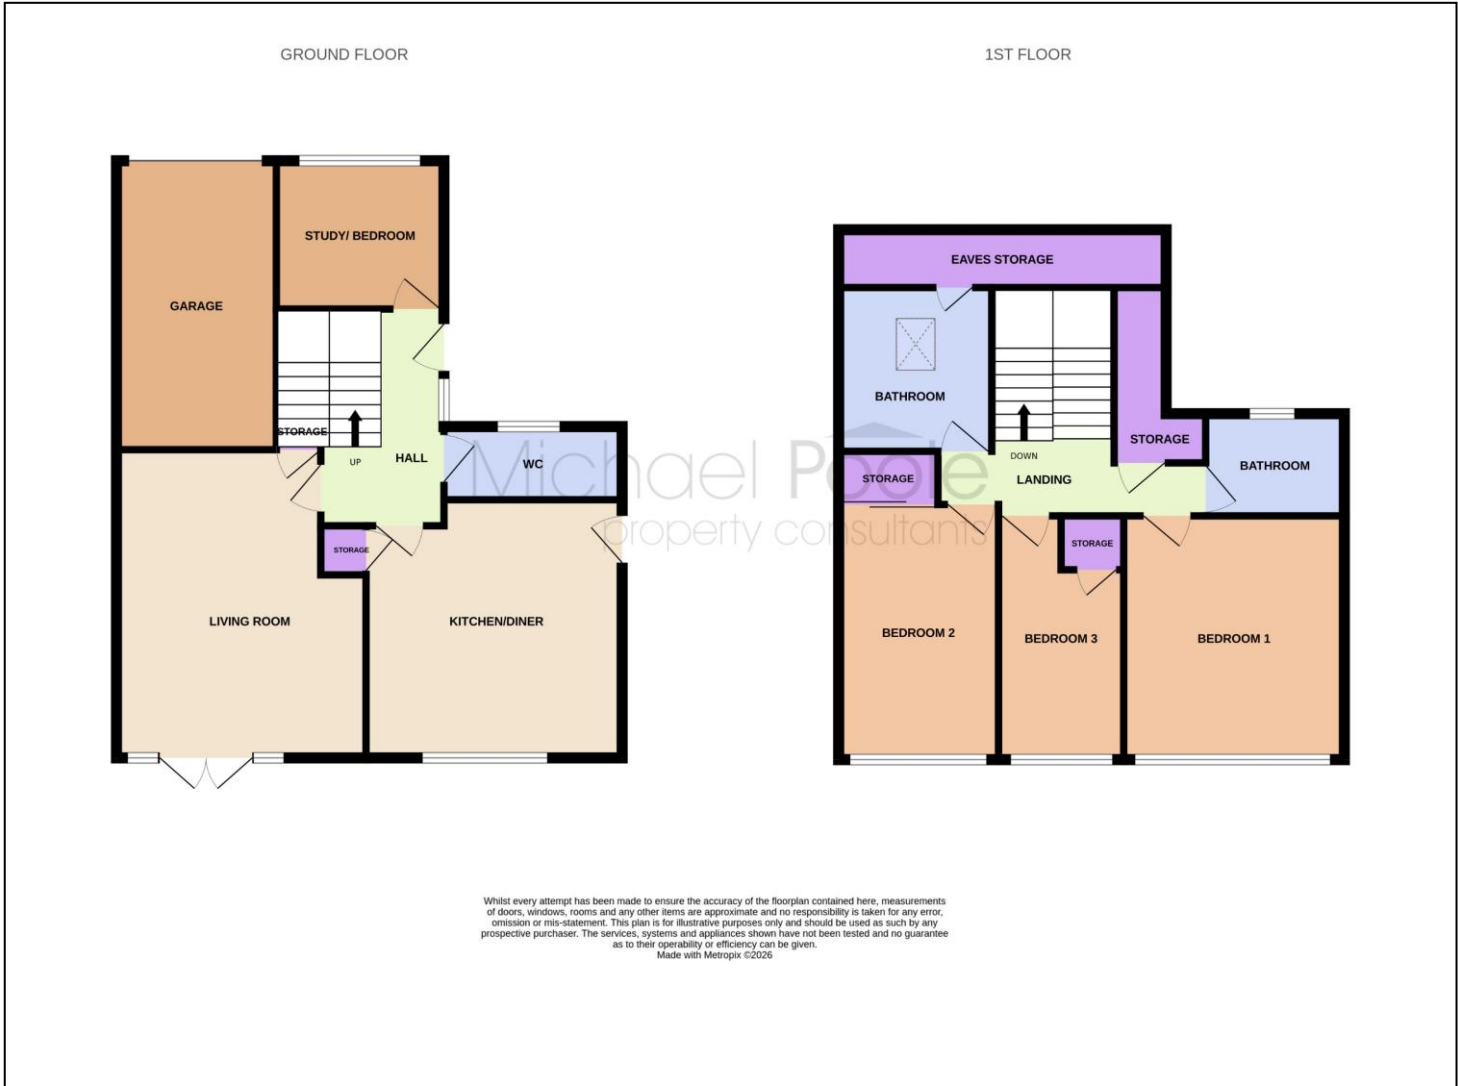 GROUND FLOOR
1ST FLOOR
STUDY/ BEDROOM
GARAGE
STORAGE
UP
HALL
WC
STORAGE
LIVING ROOM
KITCHEN/DINER
EAVES STORAGE
BATHROOM
STORAGE
DOWN
LANDING
BATHROOM
STORAGE
STORAGE
BEDROOM 2
BEDROOM 3
BEDROOM 1
Michael Poole
property consultants
Whilst every attempt has been made to ensure the accuracy of the floorplan contained here, measurements
of doors, windows, rooms and any other items are approximate and no responsibility is taken for any error,
omission or mis-statement. This plan is for illustrative purposes only and should be used as such by any
prospective purchaser. The services, systems and appliances shown have not been tested and no guarantee
as to their operability or efficiency can be given.
Made with Metropix ©2026